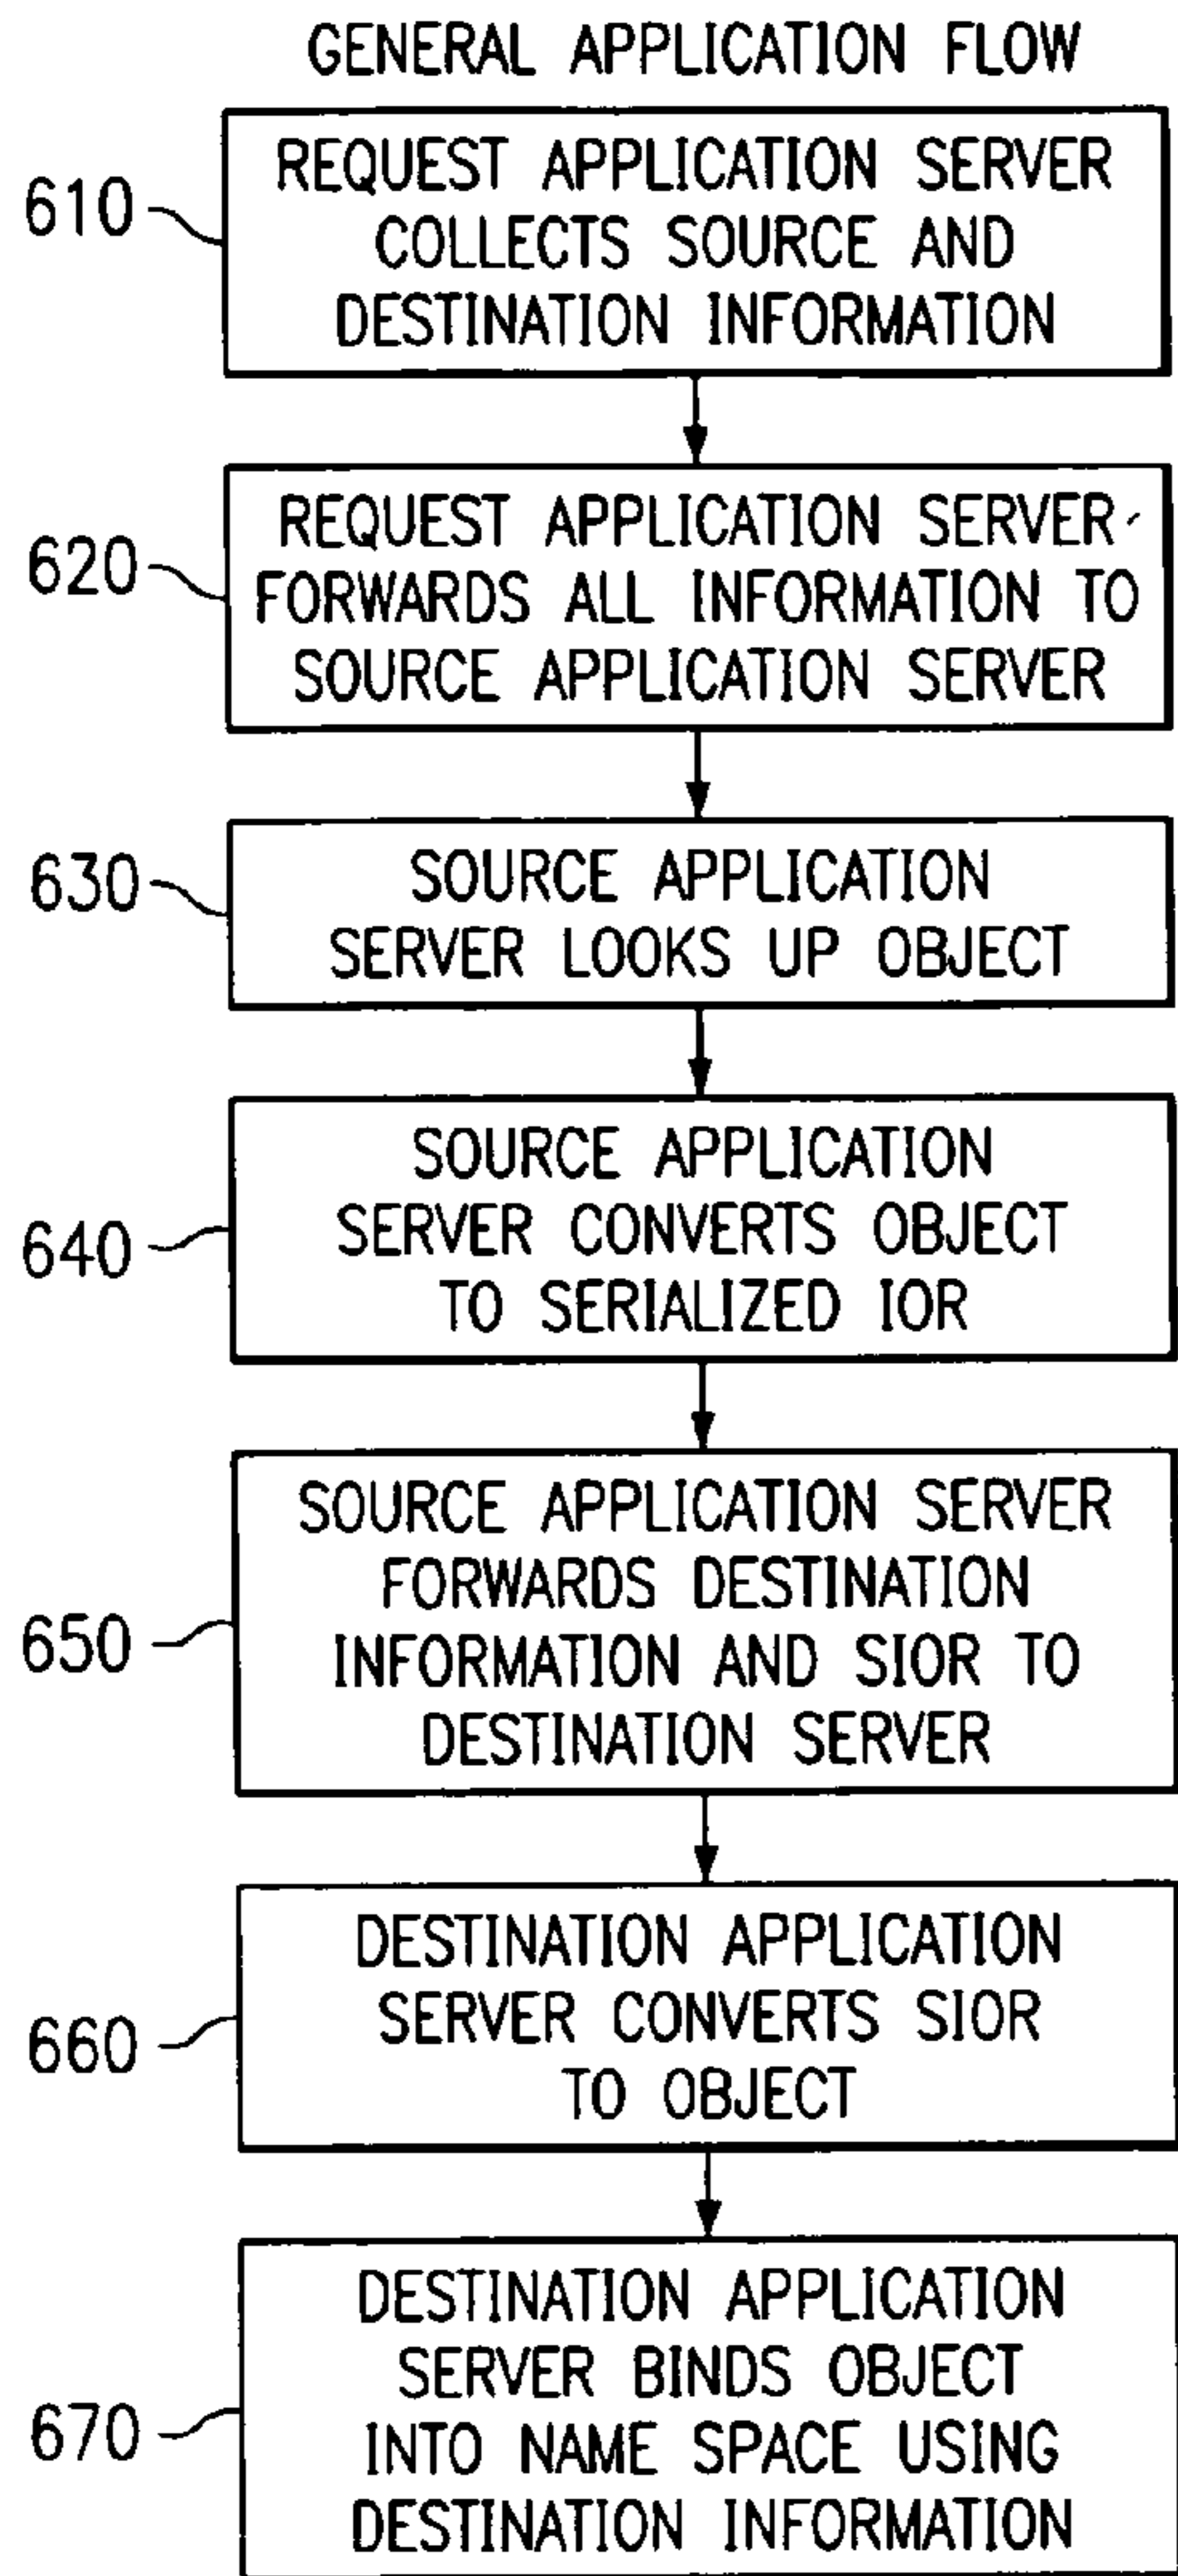 GENERAL APPLICATION FLOW
610
REQUEST APPLICATION SERVER
COLLECTS SOURCE AND
DESTINATION INFORMATION
620
REQUEST APPLICATION SERVER
FORWARDS ALL INFORMATION TO
SOURCE APPLICATION SERVER
630
SOURCE APPLICATION
SERVER LOOKS UP OBJECT
640
SOURCE APPLICATION
SERVER CONVERTS OBJECT
TO SERIALIZED IOR
650
SOURCE APPLICATION SERVER
FORWARDS DESTINATION
INFORMATION AND SIOR TO
DESTINATION SERVER
660
DESTINATION APPLICATION
SERVER CONVERTS SIOR
TO OBJECT
670
DESTINATION APPLICATION
SERVER BINDS OBJECT
INTO NAME SPACE USING
DESTINATION INFORMATION